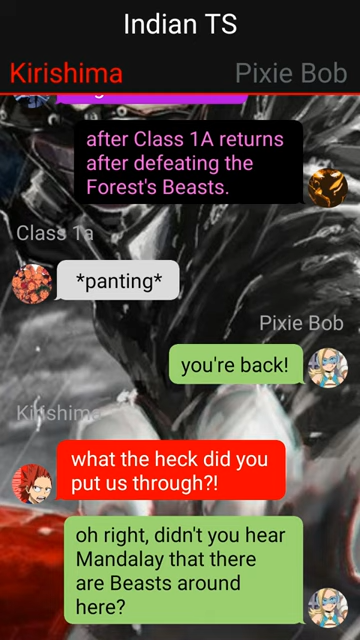 Indian TS
Kirishima
Pixie Bob
after Class 1A returns
after defeating the
Forest's Beasts.
Class 1a
*panting*
Pixie Bob
you're back!
Kirishima
what the heck did you
put us through?!
oh right, didn't you hear
Mandalay that there
are Beasts around
here?